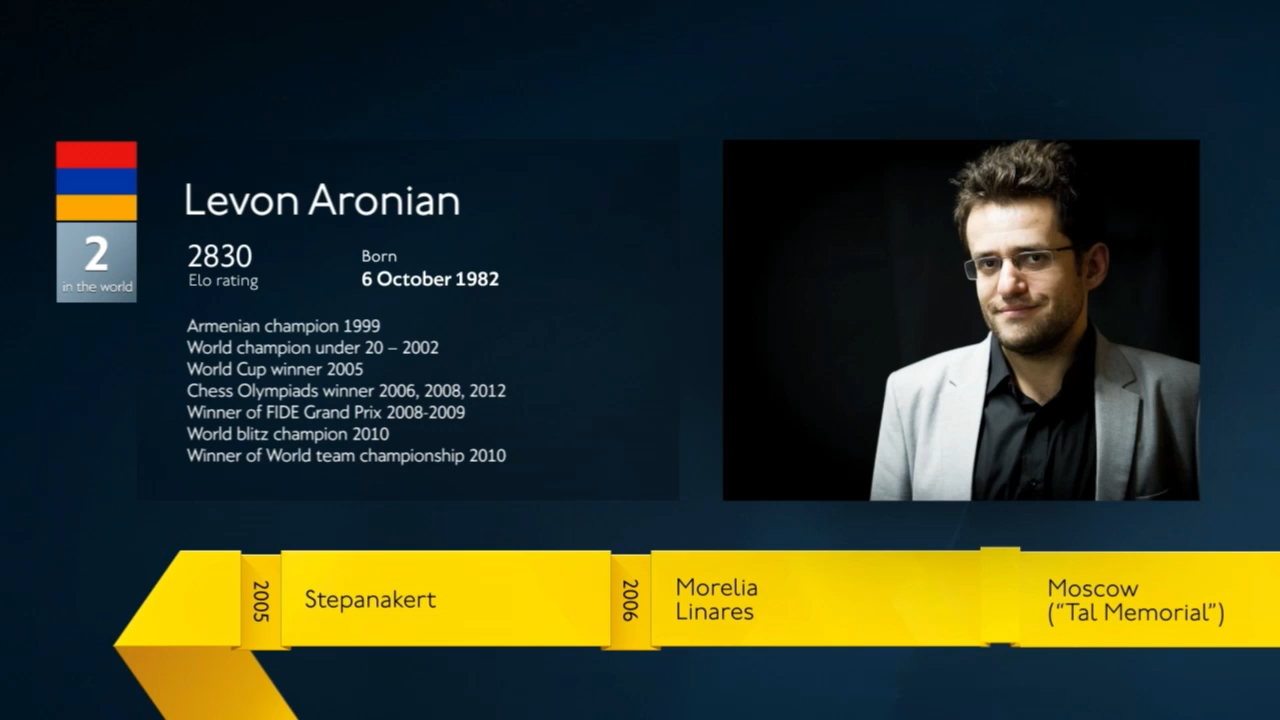 2
in the world
Levon Aronian
2830
Elo rating
Born
6 October 1982
Armenian champion 1999
World champion under 20 – 2002
World Cup winner 2005
Chess Olympiads winner 2006, 2008, 2012
Winner of FIDE Grand Prix 2008-2009
World blitz champion 2010
Winner of World team championship 2010
2005
Stepanakert
2006
Morelia
Linares
Moscow
(“Tal Memorial”)